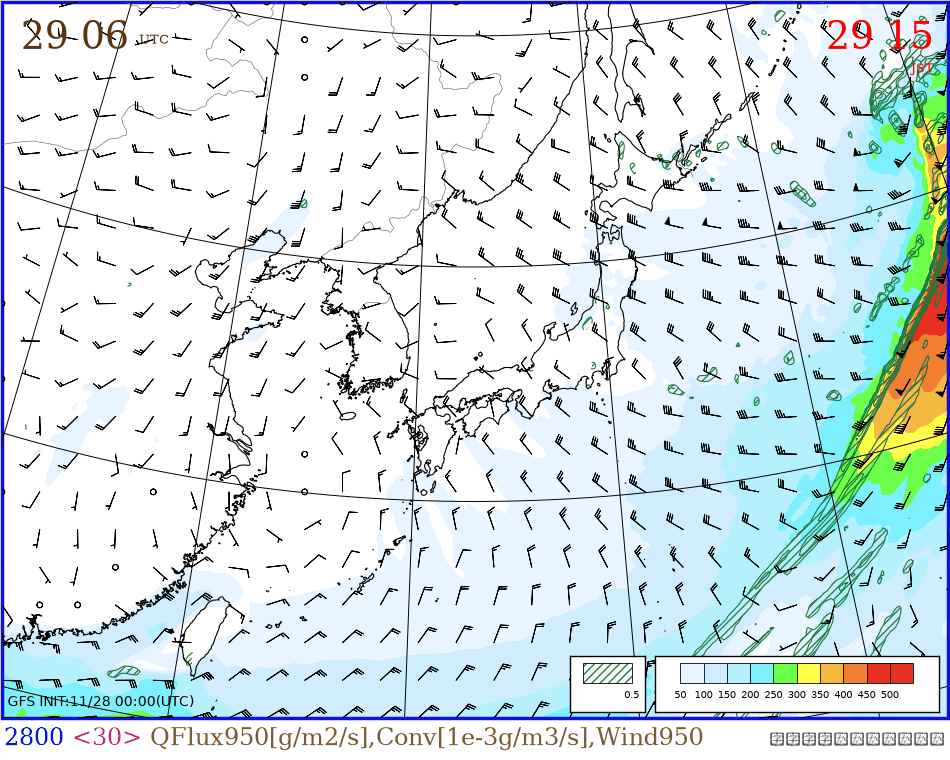 29 06 UTC
29 15
JST
0.5
50 100 150 200 250 300 350 400 450 500
GFS INIT:11/28 00:00(UTC)
2800 <30> QFlux950[g/m2/s],Conv[1e-3g/m3/s],Wind950